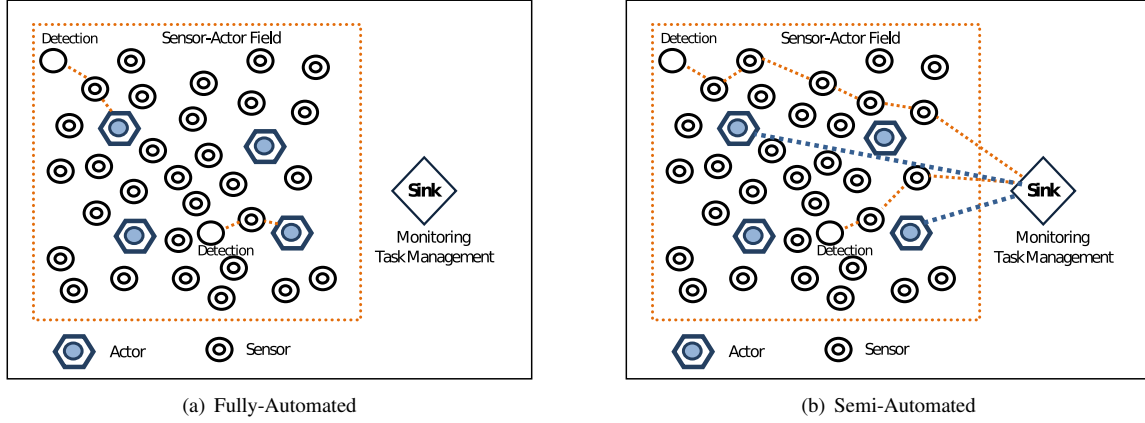 Sensor-Actor Field
Detection
Sink
Monitoring
Task Management
Detection
Actor
Sensor
(a) Fully-Automated
Sensor-Actor Field
Detection
Sink
Monitoring
Task Management
Detection
Actor
Sensor
(b) Semi-Automated